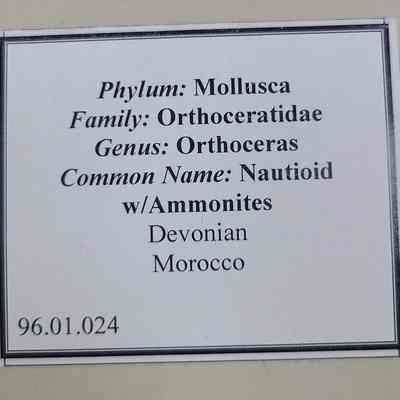 Phylum: Mollusca
Family: Orthoceratidae
Genus: Orthoceras
Common Name: Nautioid
w/Ammonites
Devonian
Morocco
96.01.024